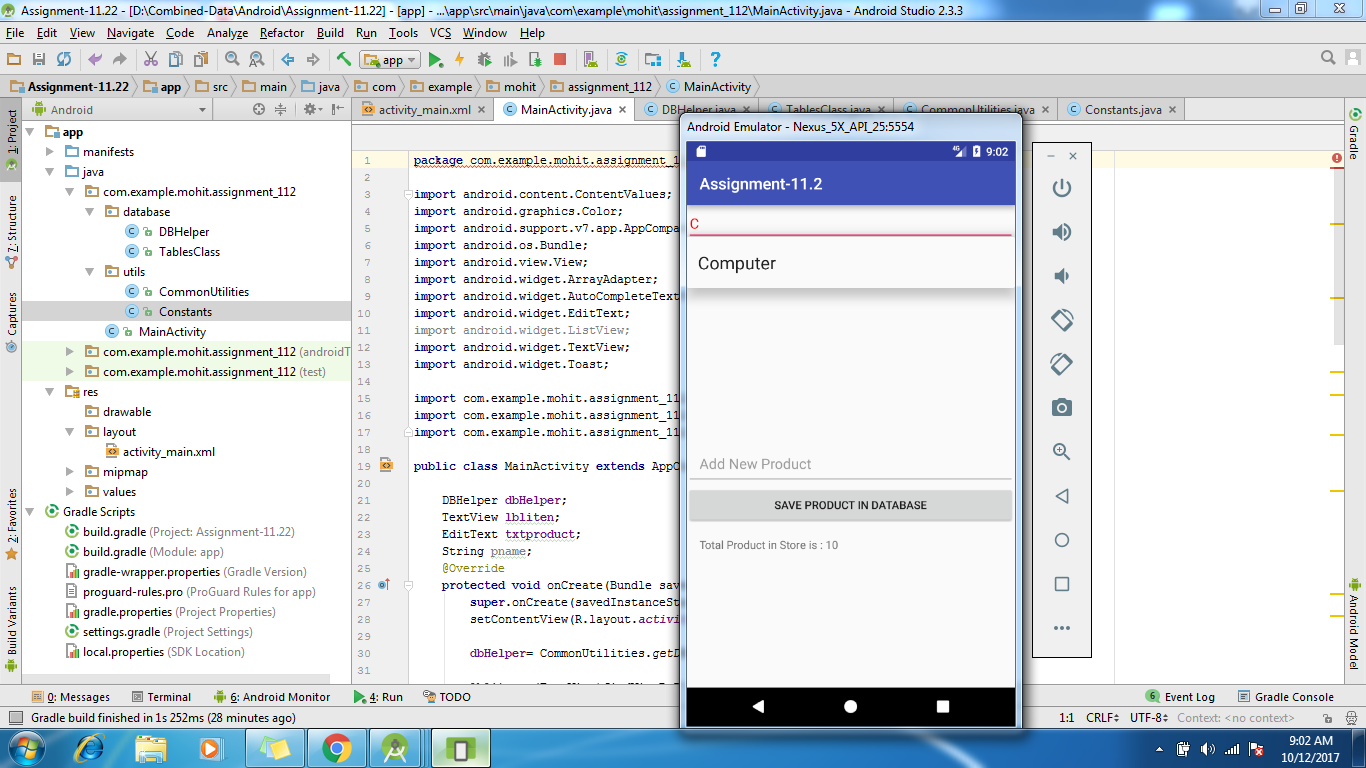 Assignment-11.22 - [D:\Combined-Data\Android\Assignment-11.22] - [app] - ...\app\src\main\java\com\example\mohit\assignment_112\MainActivity.java - Android Studio 2.3.3
File Edit View Navigate Code Analyze Refactor Build Run Tools VCS Window Help
app
Assignment-11.22 app src main java com example mohit assignment_112 MainActivity
Android
activity_main.xml MainActivity.java DBHelper.java TablesClass.java CommonUtilities.java Constants.java
1: Project
7: Structure
Captures
2: Favorites
Build Variants
app
manifests
java
com.example.mohit.assignment_112
database
DBHelper
TablesClass
utils
CommonUtilities
Constants
MainActivity
com.example.mohit.assignment_112 (androidT
com.example.mohit.assignment_112 (test)
res
drawable
layout
activity_main.xml
mipmap
values
Gradle Scripts
build.gradle (Project: Assignment-11.22)
build.gradle (Module: app)
gradle-wrapper.properties (Gradle Version)
proguard-rules.pro (ProGuard Rules for app)
gradle.properties (Project Properties)
settings.gradle (Project Settings)
local.properties (SDK Location)
1 package com.example.mohit.assignment_11
2
3 import android.content.ContentValues;
4 import android.graphics.Color;
5 import android.support.v7.app.AppCompa
6 import android.os.Bundle;
7 import android.view.View;
8 import android.widget.ArrayAdapter;
9 import android.widget.AutoCompleteText
10 import android.widget.EditText;
11 import android.widget.ListView;
12 import android.widget.TextView;
13 import android.widget.Toast;
14
15 import com.example.mohit.assignment_11
16 import com.example.mohit.assignment_11
17 import com.example.mohit.assignment_11
18
19 public class MainActivity extends AppC
20
21 DBHelper dbHelper;
22 TextView lbliten;
23 EditText txtproduct;
24 String pname;
25 @Override
26 protected void onCreate(Bundle sav
27 super.onCreate(savedInstanceSt
28 setContentView(R.layout.activi
29
30 dbHelper= CommonUtilities.getD
31
Android Emulator - Nexus_5X_API_25:5554
4G 9:02
Assignment-11.2
C
Computer
Add New Product
SAVE PRODUCT IN DATABASE
Total Product in Store is : 10
Gradle
Android Model
0: Messages Terminal 6: Android Monitor 4: Run TODO 6 Event Log Gradle Console
Gradle build finished in 1s 252ms (28 minutes ago) 1:1 CRLF UTF-8 Context: <no context>
9:02 AM
10/12/2017